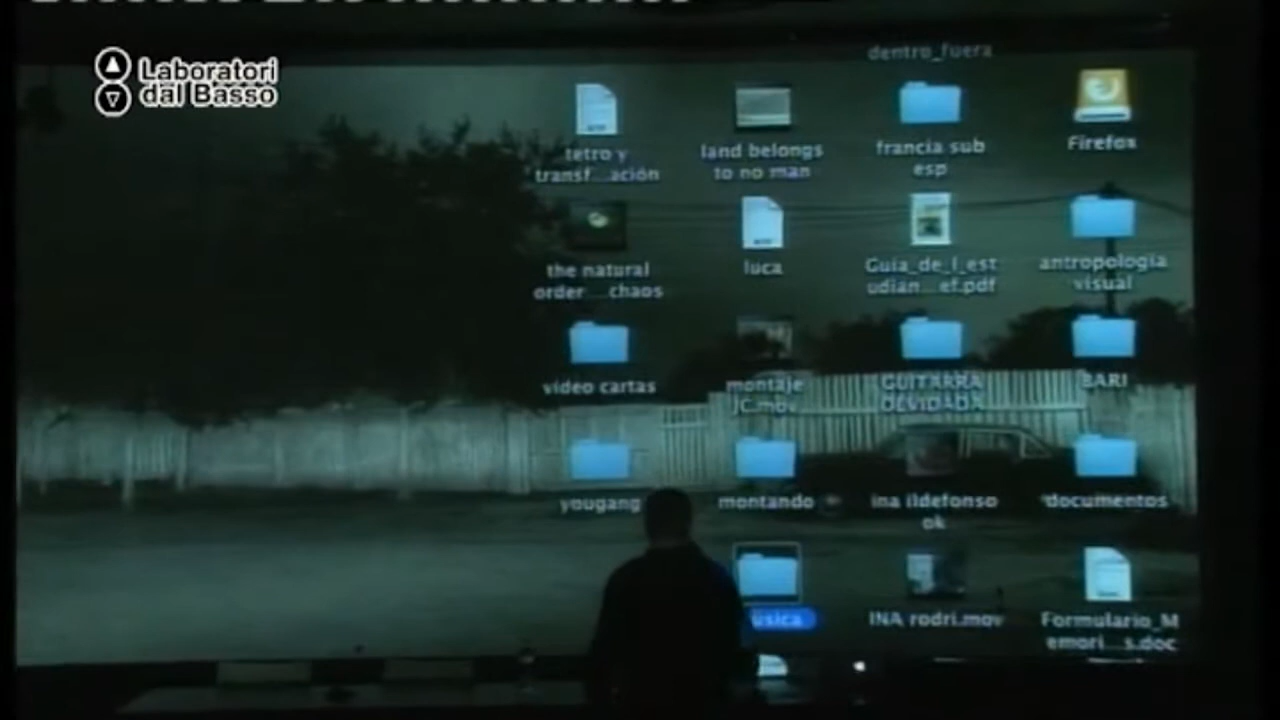 Laboratori
dal Basso
dentro_fuera
tetro y
transf...ación
land belongs
to no man
francia sub
esp
Firefox
the natural
order ... chaos
luca
Guia_de_l_est
udian...ef.pdf
antropologia
visual
video cartas
montaje
JC.mov
GUITARRA
OLVIDADA
BARI
yougang
montando
ina ildefonso
ok
documentos
usica
INA rodri.mov
Formulario_M
emori...s.doc